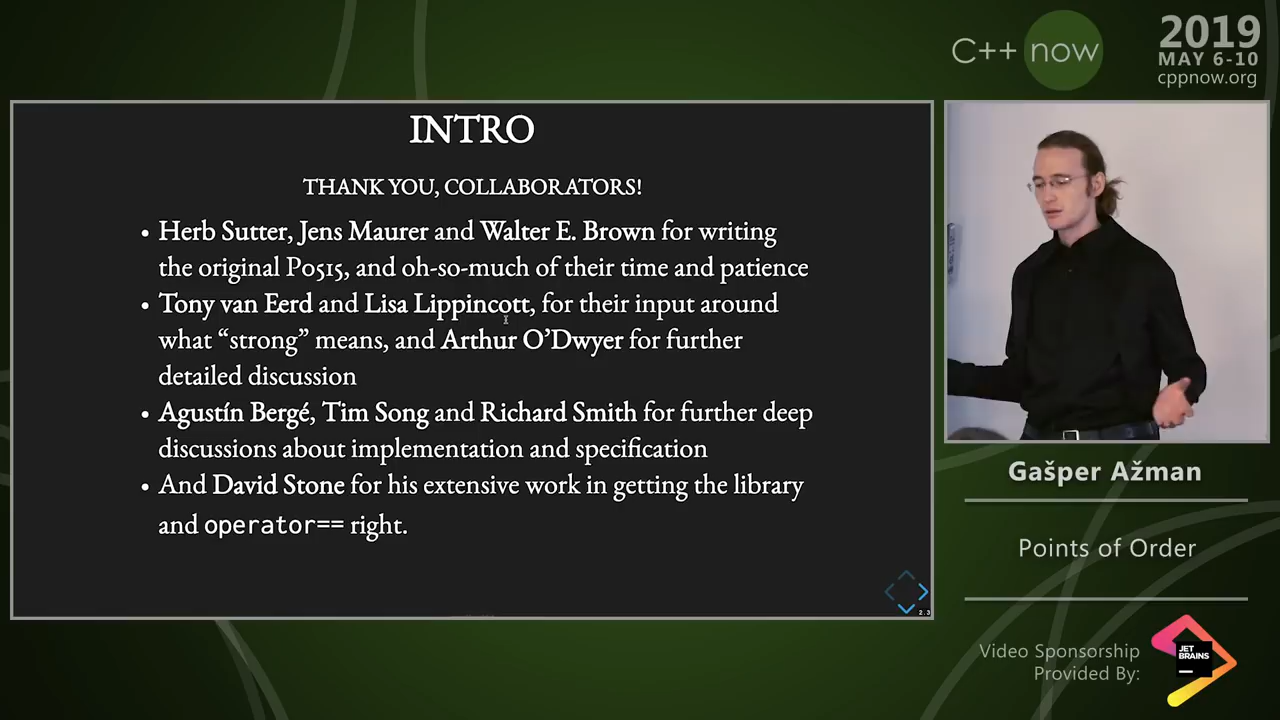 C++ now
2019
MAY 6-10
cppnow.org
INTRO
THANK YOU, COLLABORATORS!
• Herb Sutter, Jens Maurer and Walter E. Brown for writing
the original P0515, and oh-so-much of their time and patience
• Tony van Eerd and Lisa Lippincott, for their input around
what “strong” means, and Arthur O’Dwyer for further
detailed discussion
• Agustín Bergé, Tim Song and Richard Smith for further deep
discussions about implementation and specification
• And David Stone for his extensive work in getting the library
and operator== right.
2.3
Gašper Ažman
Points of Order
Video Sponsorship
Provided By:
JET
BRAINS